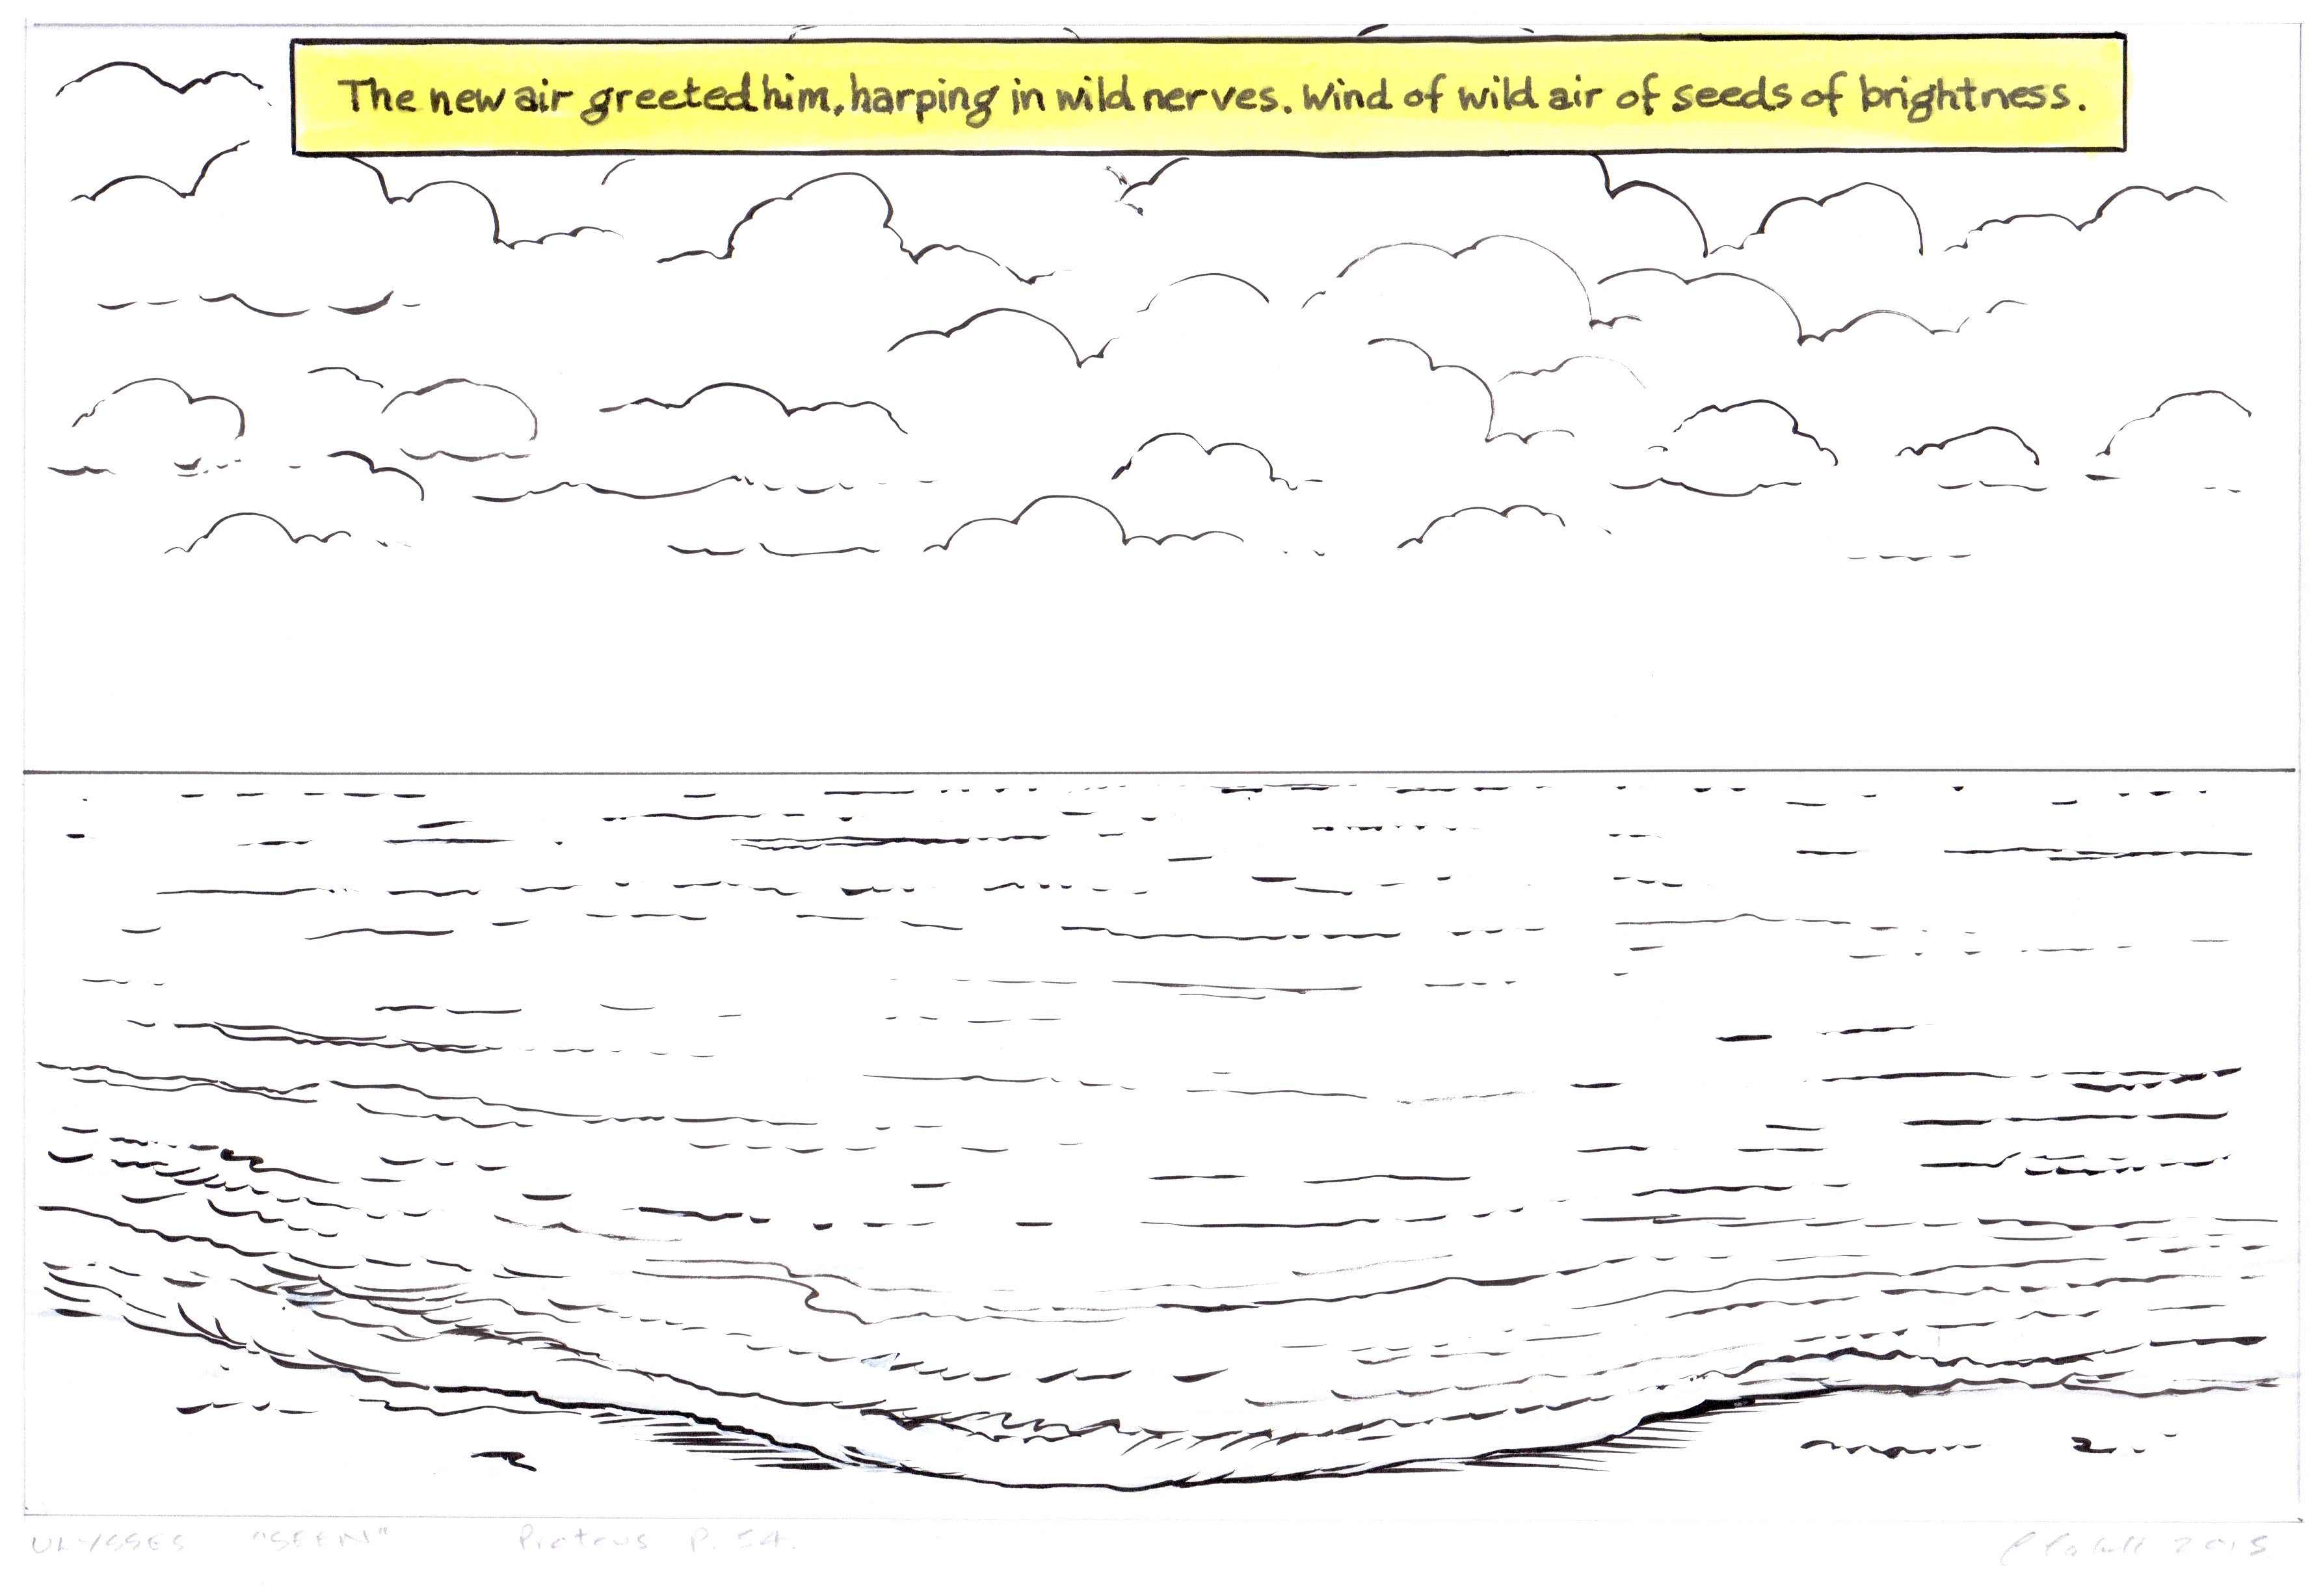 The new air greeted him, harping in wild nerves. Wind of wild air of seeds of brightness.
ULYSSES "SEEN" Proteus P. 54. 2015